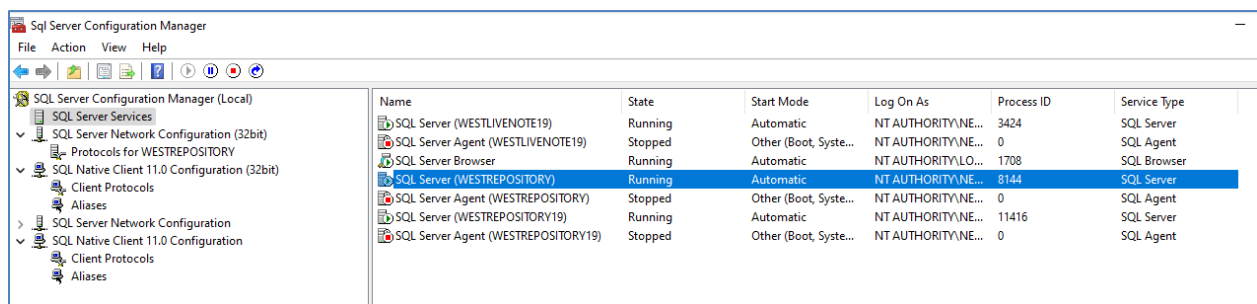 Sql Server Configuration Manager
File Action View Help
SQL Server Configuration Manager (Local)
SQL Server Services
SQL Server Network Configuration (32bit)
Protocols for WESTREPOSITORY
SQL Native Client 11.0 Configuration (32bit)
Client Protocols
Aliases
SQL Server Network Configuration
SQL Native Client 11.0 Configuration
Client Protocols
Aliases
Name State Start Mode Log On As Process ID Service Type
SQL Server (WESTLIVENOTE19) Running Automatic NT AUTHORITY\NE... 3424 SQL Server
SQL Server Agent (WESTLIVENOTE19) Stopped Other (Boot, Syste... NT AUTHORITY\NE... 0 SQL Agent
SQL Server Browser Running Automatic NT AUTHORITY\LO... 1708 SQL Browser
SQL Server (WESTREPOSITORY) Running Automatic NT AUTHORITY\NE... 8144 SQL Server
SQL Server Agent (WESTREPOSITORY) Stopped Other (Boot, Syste... NT AUTHORITY\NE... 0 SQL Agent
SQL Server (WESTREPOSITORY19) Running Automatic NT AUTHORITY\NE... 11416 SQL Server
SQL Server Agent (WESTREPOSITORY19) Stopped Other (Boot, Syste... NT AUTHORITY\NE... 0 SQL Agent